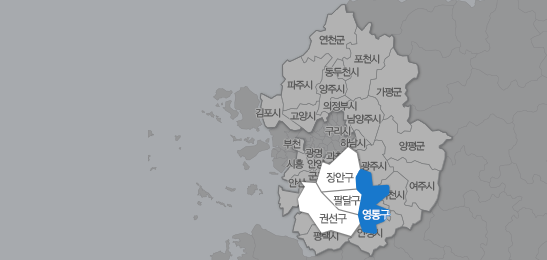 연천군
포천시
동두천시
파주시
양주시
가평군
의정부시
김포시
고양시
남양주시
구리시
하남시
부천
광명
양평군
시흥
안양
과천
광주시
안산
군
장안구
여주시
이천시
팔달구
권선구
영통구
평택시
안성시